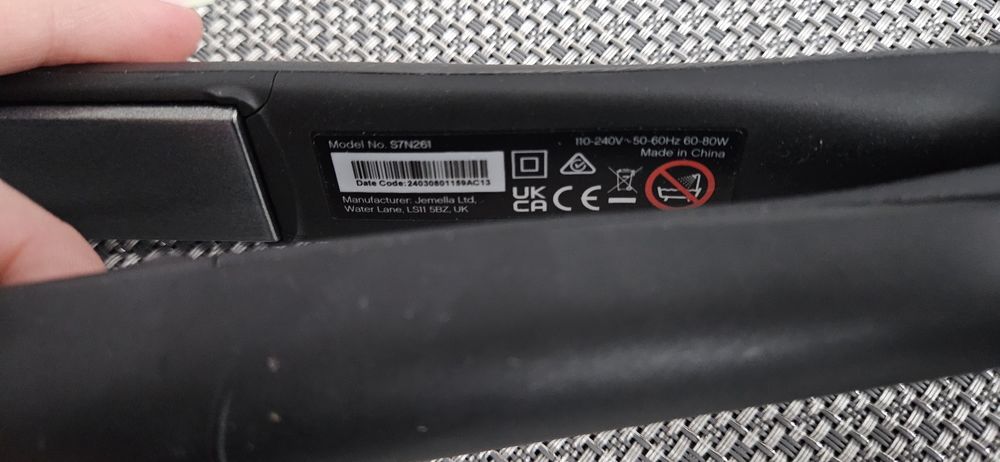 Model No. S7N261
110-240V~50-60Hz 60-80W
Made in China
Date Code: 24030801159AC13
Manufacturer: Jemella Ltd,
Water Lane, LS11 5BZ, UK
UK
CA
CE